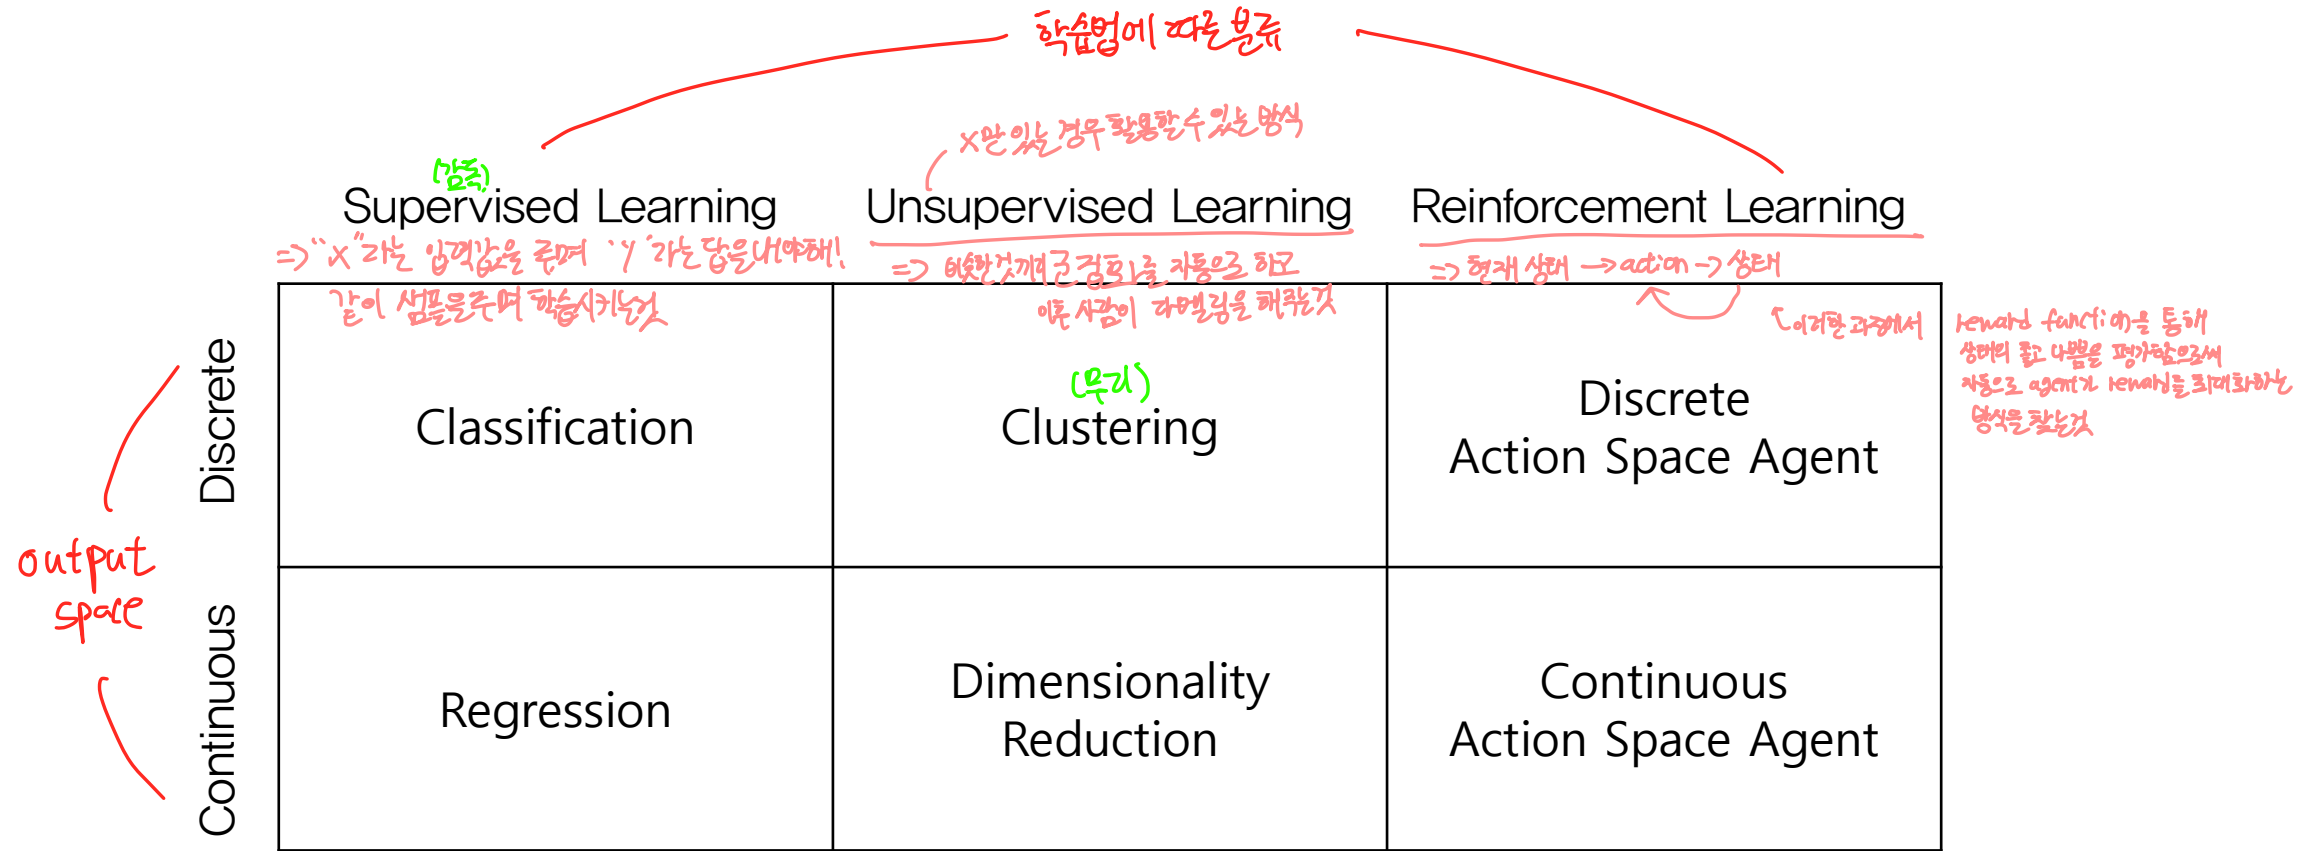 학습법에 따른 분류
x만 있는 경우 활용할 수 있는 방식
(감독)
Supervised Learning
Unsupervised Learning
Reinforcement Learning
=> "x"라는 입력값을 주며 'y'라는 답을 내야해!
같이 샘플을 주며 학습시키는것
=> 비슷한것끼리 군집화를 자동으로 하고
이후 사람이 라벨링을 해주는것
=> 현재 상태 → action → 상태
이러한 과정에서
reward function을 통해
상태의 좋고 나쁨을 평가함으로써
자동으로 agent가 reward를 최대화하는
방식을 찾는것
output
space
Discrete
Classification
(무리)
Clustering
Discrete
Action Space Agent
Continuous
Regression
Dimensionality
Reduction
Continuous
Action Space Agent